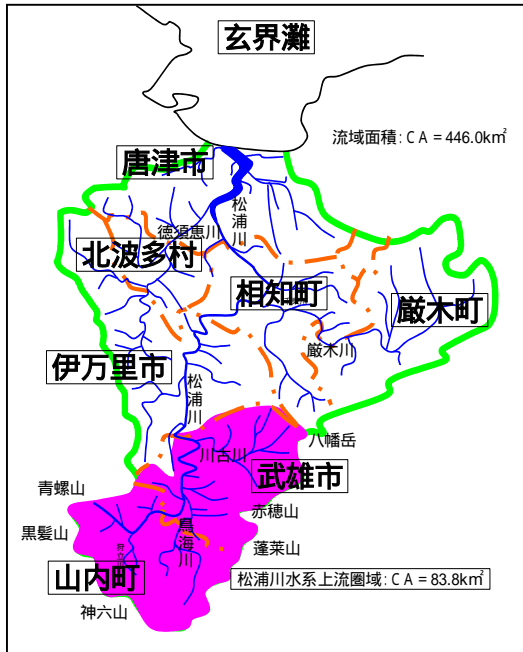 玄界灘
流域面積:CA=446.0k㎡
唐津市
松浦川
徳須恵川
北波多村
相知町
厳木町
厳木川
伊万里市
松浦川
八幡岳
川古川
武雄市
青螺山
赤穂山
黒髪山
鳥海川
蓬莱山
山内町
松浦川水系上流圏域:CA=83.8k㎡
神六山